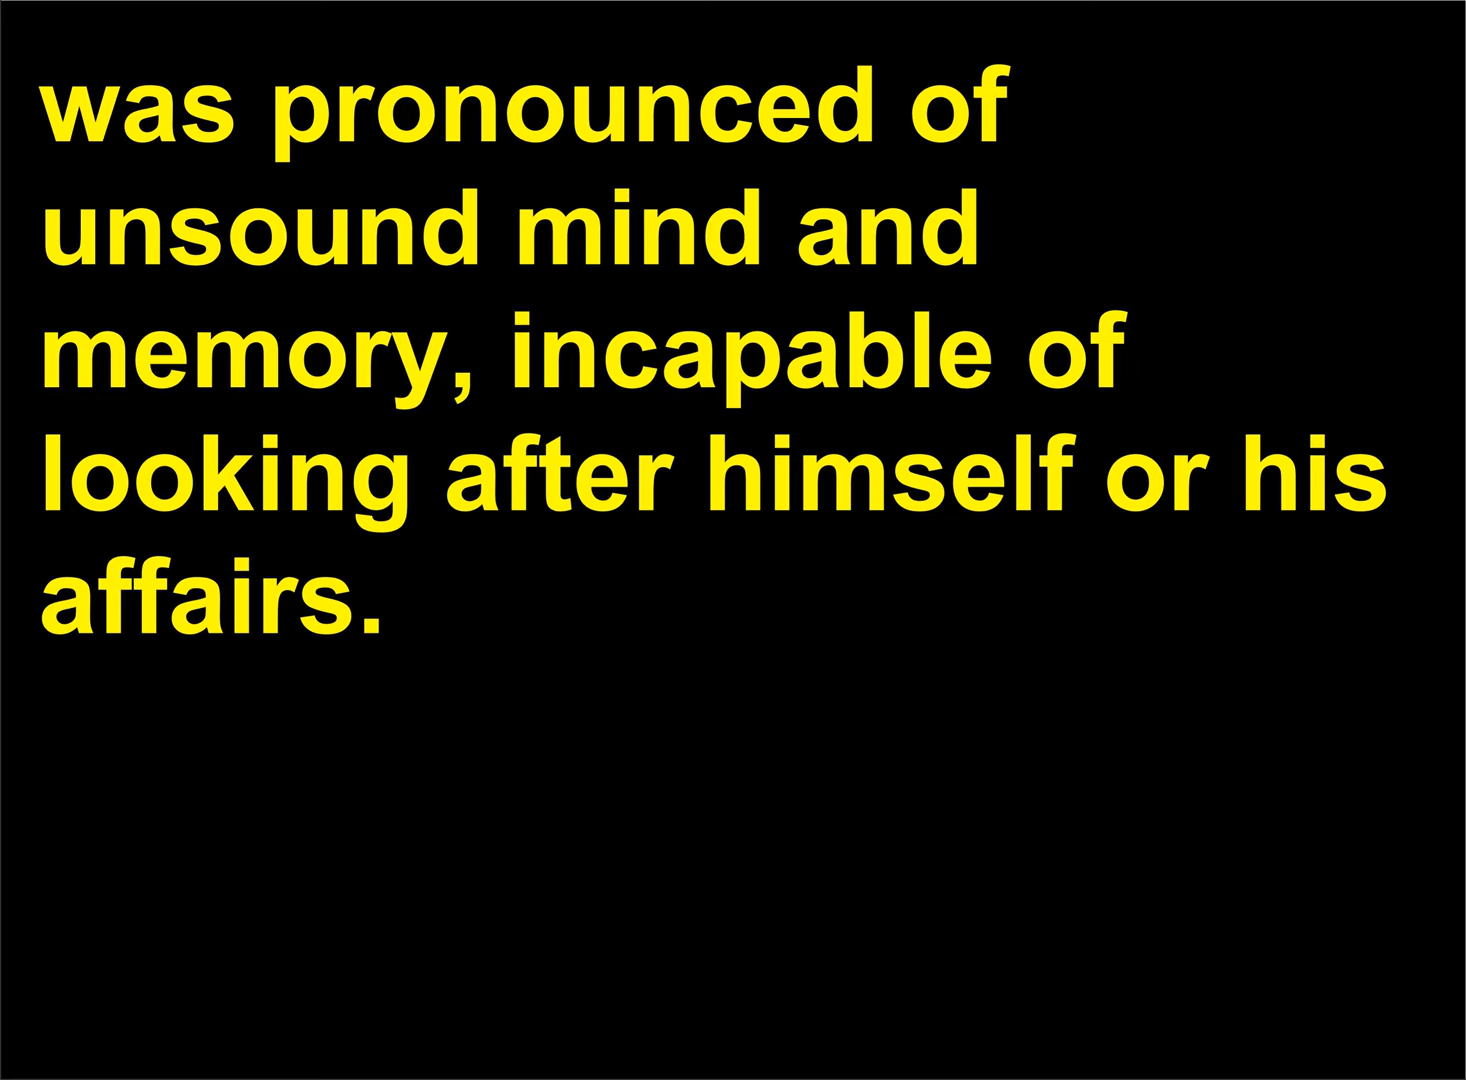 was pronounced of
unsound mind and
memory, incapable of
looking after himself or his
affairs.